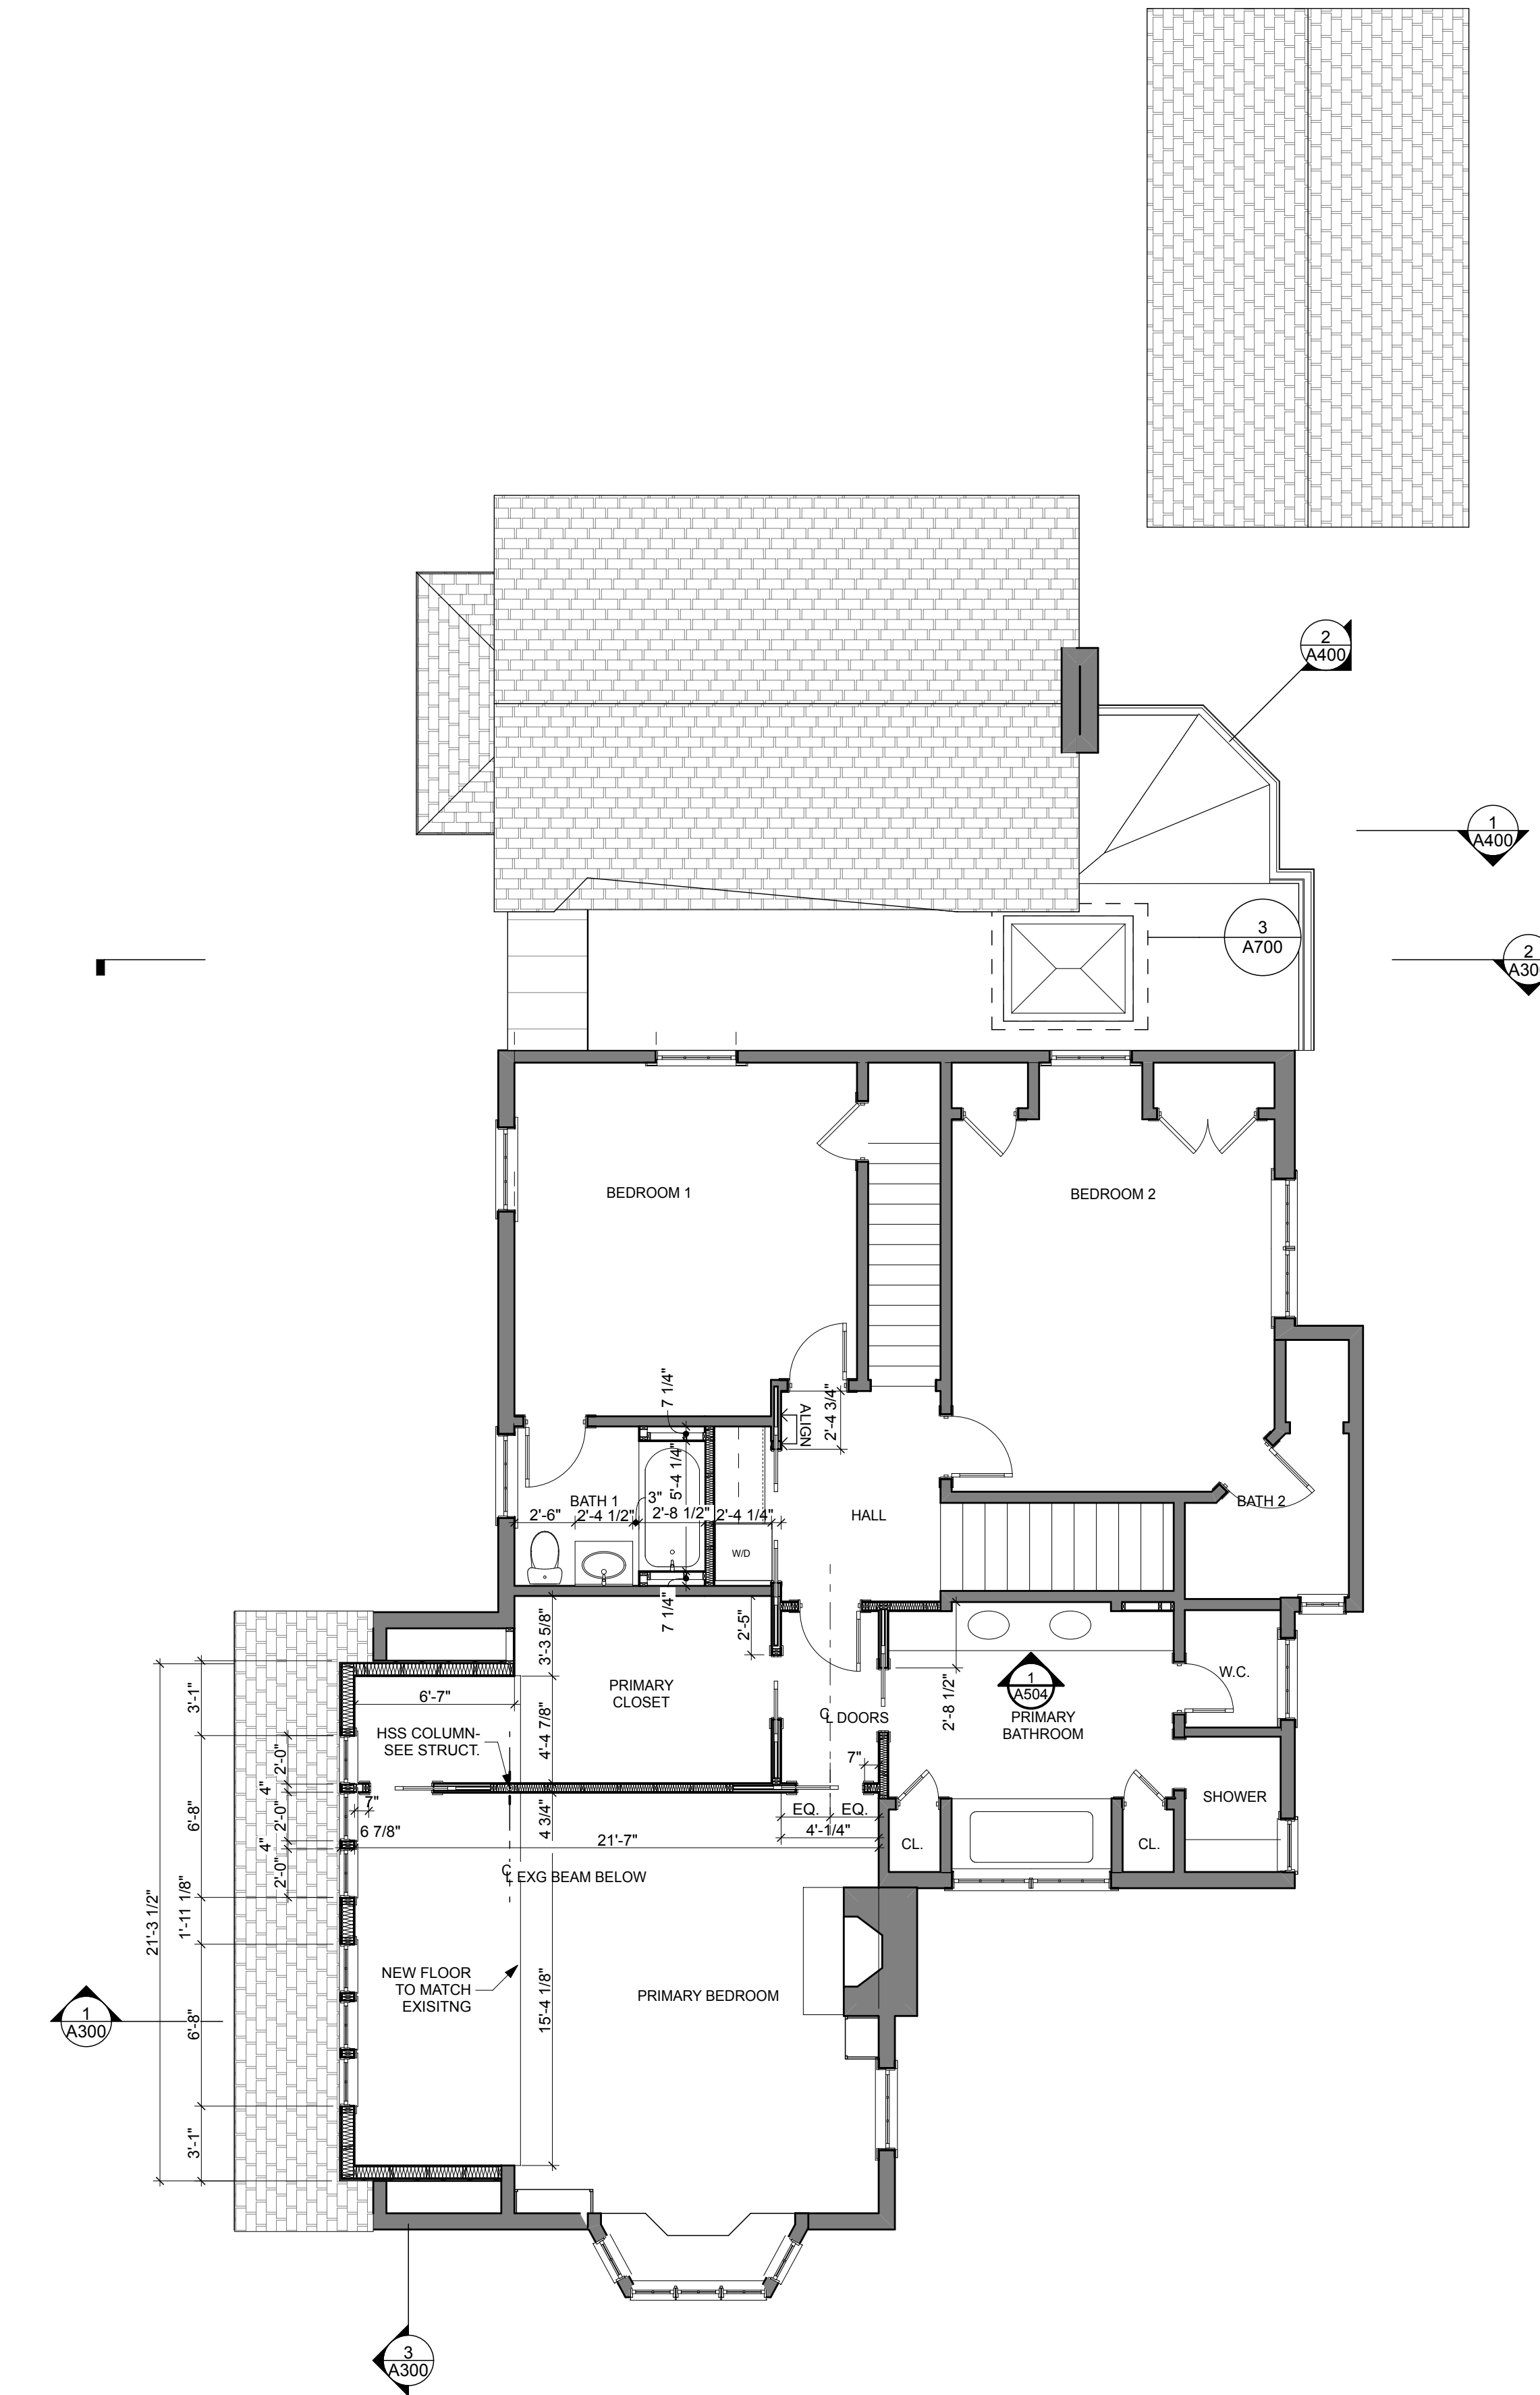 2
A400
1
A400
3
A700
2
A30
BEDROOM 1
BEDROOM 2
7 1/4"
ALIGN
2'-4 3/4"
5'-4 1/4"
BATH 1
3"
2'-6"
2'-4 1/2"
2'-8 1/2"
2'-4 1/4"
HALL
BATH 2
W/D
7 1/4"
3'-3 5/8"
2'-5"
PRIMARY
CLOSET
6'-7"
2'-8 1/2"
1
A504
PRIMARY
BATHROOM
W.C.
3'-1"
HSS COLUMN-
SEE STRUCT.
4'-4 7/8"
CL DOORS
2'-0"
4"
7"
7"
SHOWER
6'-8"
2'-0"
4 3/4"
EQ.
EQ.
6 7/8"
4'-1/4"
4"
21'-7"
CL.
CL.
2'-0"
CL EXG BEAM BELOW
21'-3 1/2"
1'-11 1/8"
NEW FLOOR
TO MATCH
EXISITNG
PRIMARY BEDROOM
15'-4 1/8"
1
A300
6'-8"
3'-1"
3
A300